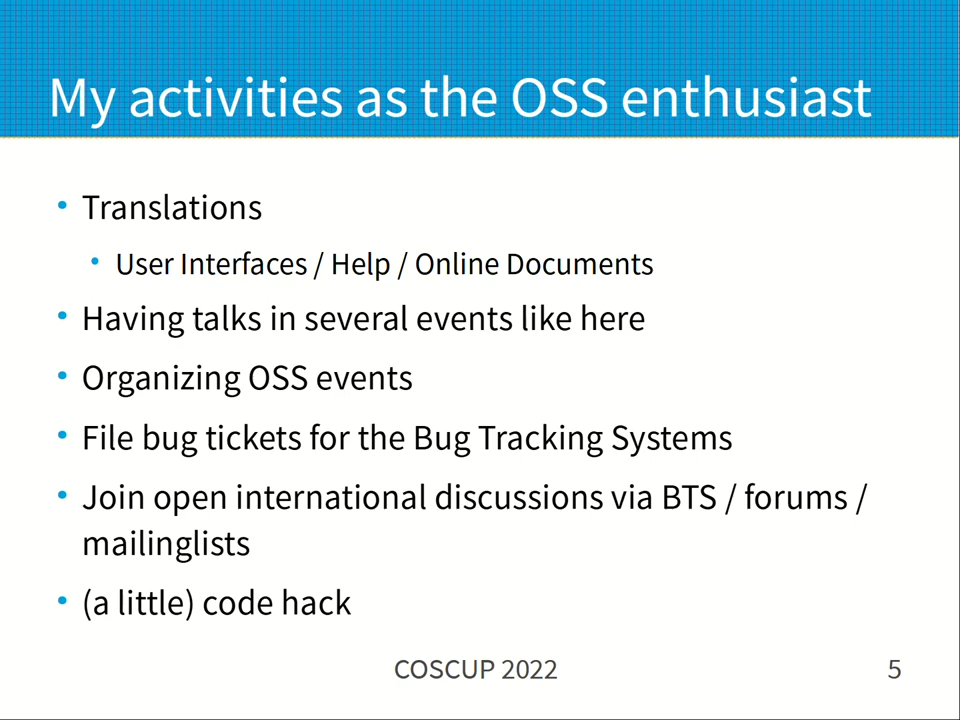 My activities as the OSS enthusiast
• Translations
• User Interfaces / Help / Online Documents
• Having talks in several events like here
• Organizing OSS events
• File bug tickets for the Bug Tracking Systems
• Join open international discussions via BTS / forums /
mailinglists
• (a little) code hack
COSCUP 2022
5